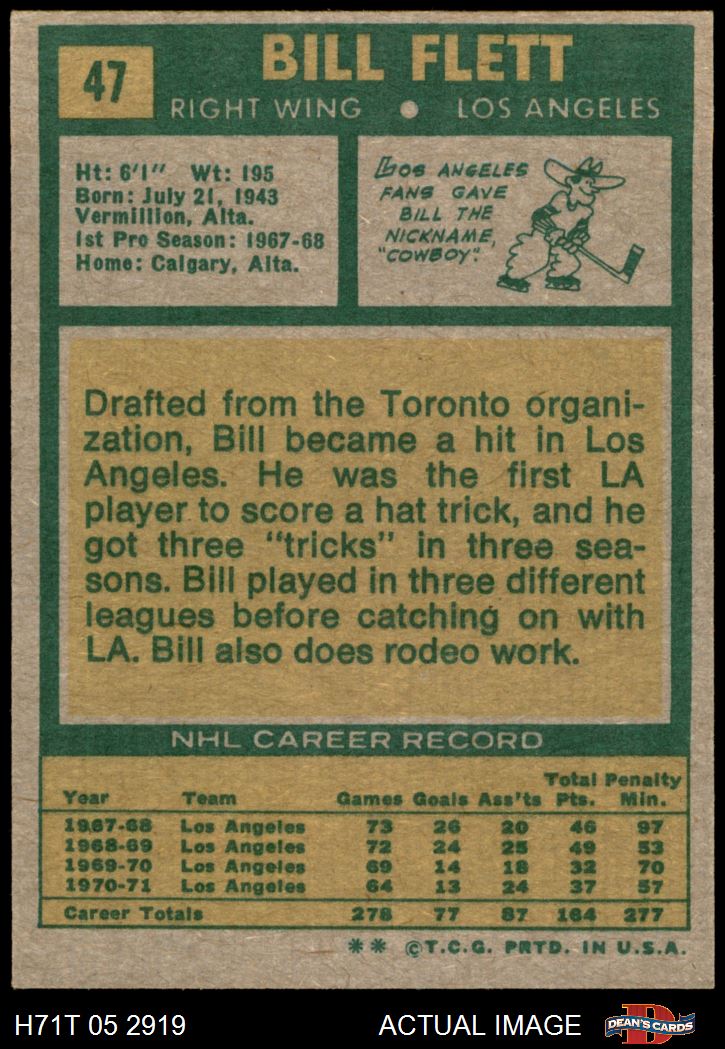 47
BILL FLETT
RIGHT WING • LOS ANGELES
Ht: 6'1" Wt: 195
Born: July 21, 1943
Vermillion, Alta.
1st Pro Season: 1967-68
Home: Calgary, Alta.
LOS ANGELES
FANS GAVE
BILL THE
NICKNAME,
"COWBOY".
Drafted from the Toronto organi-
zation, Bill became a hit in Los
Angeles. He was the first LA
player to score a hat trick, and he
got three "tricks" in three sea-
sons. Bill played in three different
leagues before catching on with
LA. Bill also does rodeo work.
NHL CAREER RECORD
Total Penalty
Year Team Games Goals Ass'ts Pts. Min.
1967-68 Los Angeles 73 26 20 46 97
1968-69 Los Angeles 72 24 25 49 53
1969-70 Los Angeles 69 14 18 32 70
1970-71 Los Angeles 64 13 24 37 57
Career Totals 278 77 87 164 277
** ©T.C.G. PRTD. IN U.S.A.
H71T 05 2919 ACTUAL IMAGE D DEAN'S CARDS